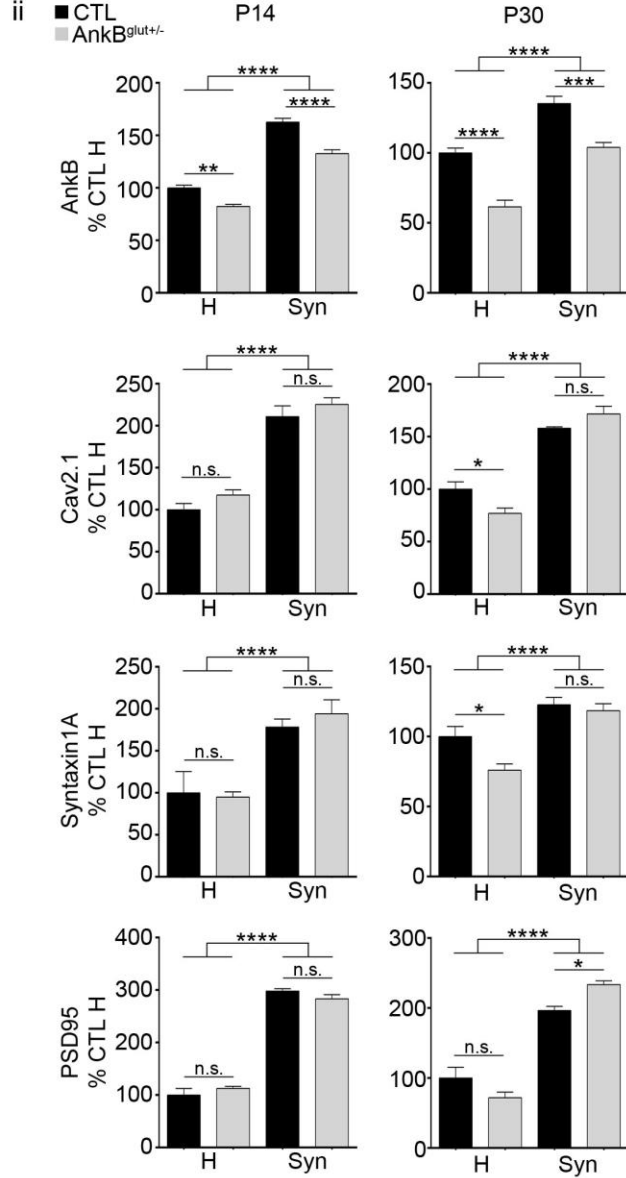 ii
CTL
AnkBglut+/-
P14
P30
AnkB
% CTL H
200
150
100
50
0
****
****
**
H Syn
150
100
50
0
****
***
****
H Syn
Cav2.1
% CTL H
250
200
150
100
50
0
****
n.s.
n.s.
H Syn
200
150
100
50
0
****
n.s.
*
H Syn
Syntaxin1A
% CTL H
250
200
150
100
50
0
****
n.s.
n.s.
H Syn
150
100
50
0
****
n.s.
*
H Syn
PSD95
% CTL H
400
300
200
100
0
****
n.s.
n.s.
H Syn
300
200
100
0
****
*
n.s.
H Syn